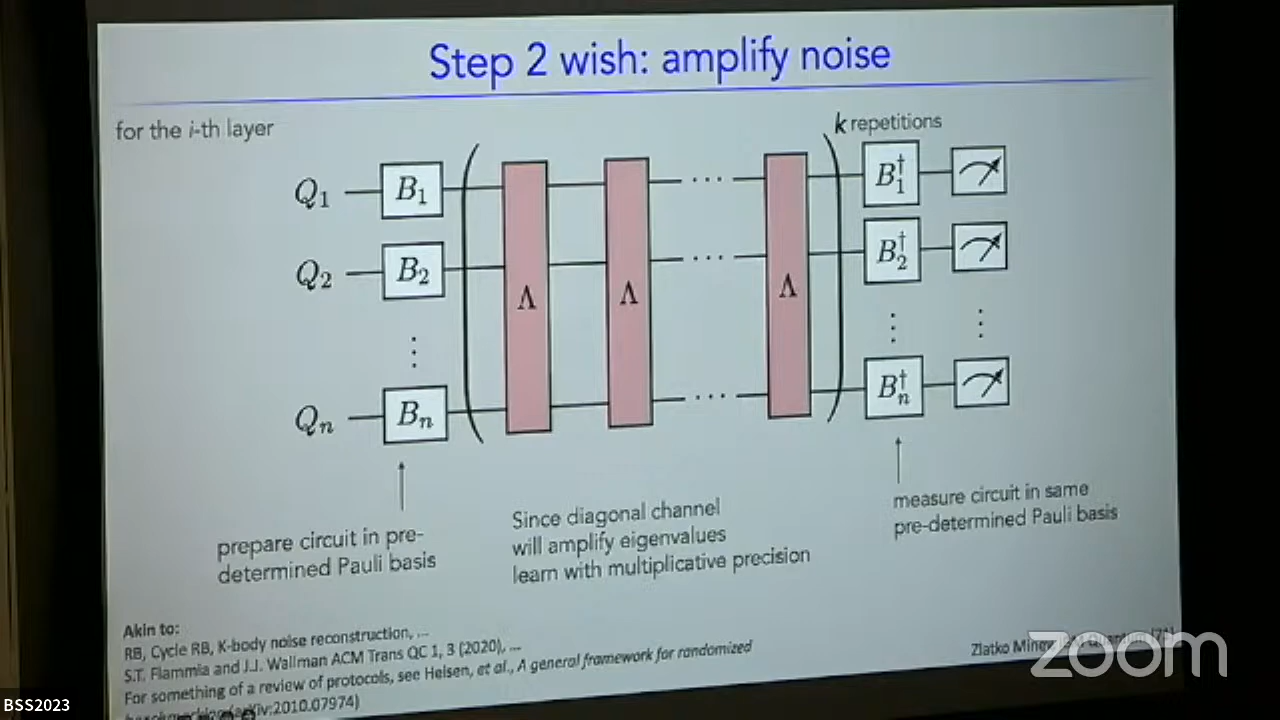 Step 2 wish: amplify noise
for the i-th layer
k repetitions
Q1 B1 Λ Λ ... Λ B1†
Q2 B2 ... B2†
⋮ ⋮ ⋮
Qn Bn ... Bn†
prepare circuit in pre-
determined Pauli basis
Since diagonal channel
will amplify eigenvalues
learn with multiplicative precision
measure circuit in same
pre-determined Pauli basis
Akin to:
RB, Cycle RB, K-body noise reconstruction, ...
S.T. Flammia and J.J. Wallman ACM Trans QC 1, 3 (2020), ...
For something of a review of protocols, see Helsen, et al., A general framework for randomized
arXiv:2010.07974)
Zlatko
zoom
BSS2023